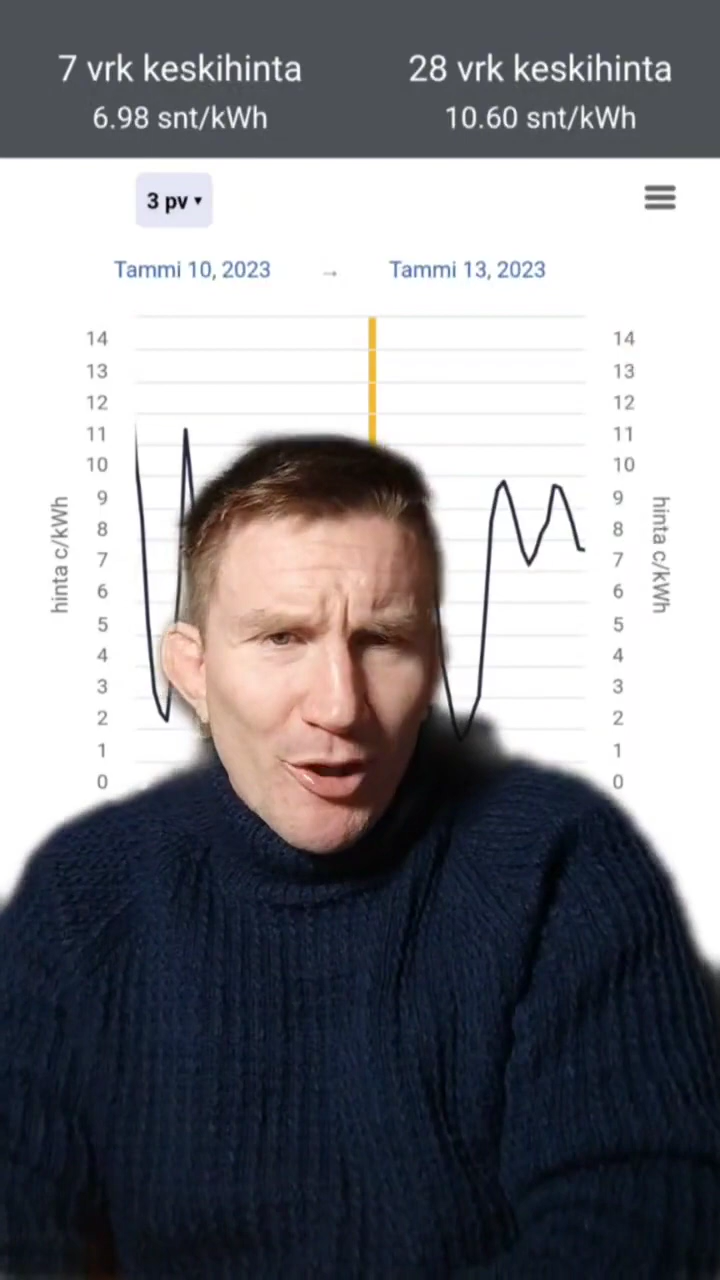 7 vrk keskihinta
28 vrk keskihinta
6.98 snt/kWh
10.60 snt/kWh
3 pv ▾
Tammi 10, 2023 → Tammi 13, 2023
14 14
13 13
12 12
11 11
10 10
9 9
8 8
7 7
6 6
5 5
4 4
3 3
2 2
1 1
0 0
hinta c/kWh
hinta c/kWh